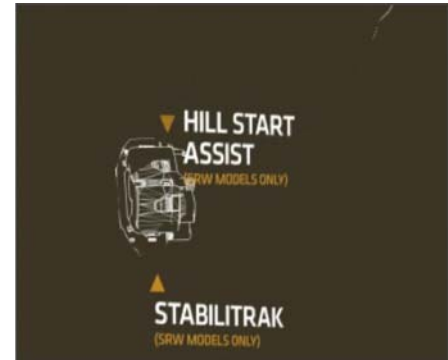 HILL START
ASSIST
(SRW MODELS ONLY)
STABILITRAK
(SRW MODELS ONLY)